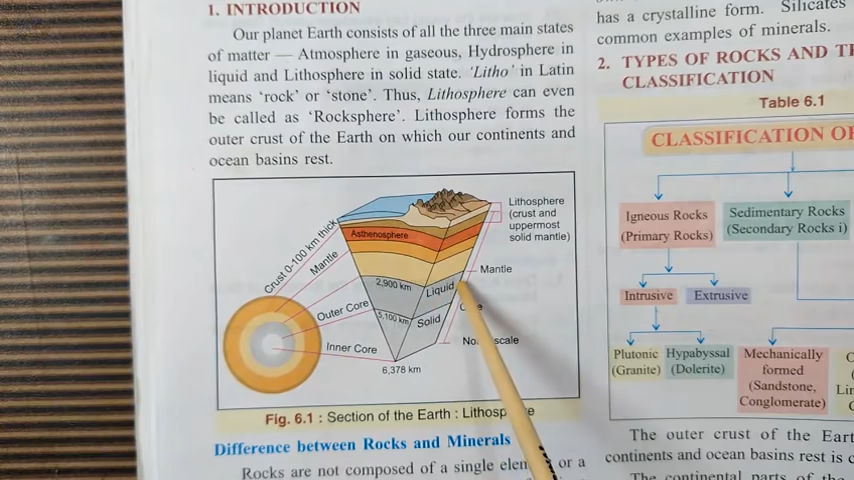 1. INTRODUCTION
Our planet Earth consists of all the three main states
of matter — Atmosphere in gaseous, Hydrosphere in
liquid and Lithosphere in solid state. 'Litho' in Latin
means 'rock' or 'stone'. Thus, Lithosphere can even
be called as 'Rocksphere'. Lithosphere forms the
outer crust of the Earth on which our continents and
ocean basins rest.
Crust 0-100 km thick
Mantle
Outer Core
Inner Core
Asthenosphere
2,900 km
Liquid
5,100 km
Solid
6,378 km
Lithosphere
(crust and
uppermost
solid mantle)
Mantle
scale
Fig. 6.1 : Section of the Earth :
Difference between Rocks and Minerals
Rocks are not composed of a single or a
has a crystalline form. Silicates
common examples of minerals.
2. TYPES OF ROCKS AND
CLASSIFICATION
Table 6.1
CLASSIFICATION
Igneous Rocks
(Primary Rocks)
Sedimentary Rocks
(Secondary Rocks i)
Intrusive
Extrusive
Plutonic
(Granite)
Hypabyssal
(Dolerite)
Mechanically
formed
(Sandstone,
Conglomerate)
The outer crust of the
continents and ocean basins rest is
The continental parts of the